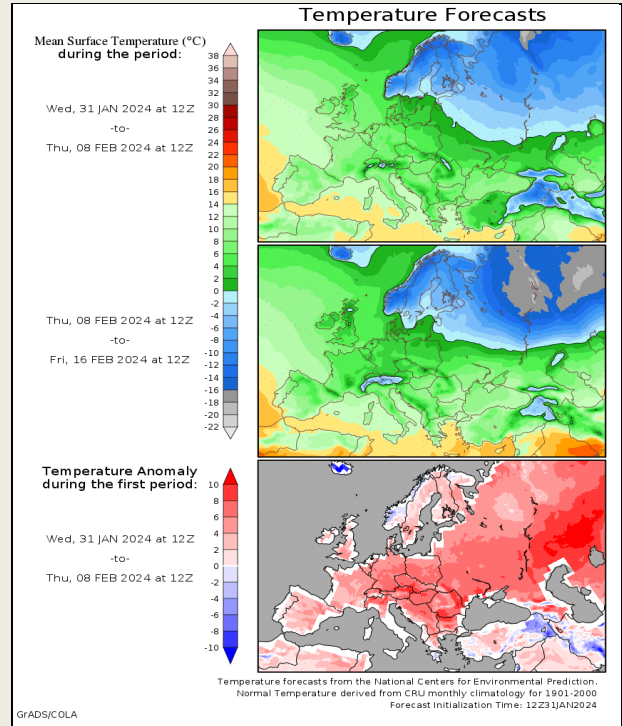 Temperature Forecasts
Mean Surface Temperature (°C)
during the period:
Wed, 31 JAN 2024 at 12Z
-to-
Thu, 08 FEB 2024 at 12Z
38
36
34
32
30
28
26
24
22
20
18
16
14
12
10
8
6
4
2
0
-2
-4
-6
-8
-10
-12
-14
-16
-18
-20
-22
Thu, 08 FEB 2024 at 12Z
-to-
Fri, 16 FEB 2024 at 12Z
Temperature Anomaly
during the first period:
Wed, 31 JAN 2024 at 12Z
-to-
Thu, 08 FEB 2024 at 12Z
10
8
6
4
2
0
-2
-4
-6
-8
-10
Temperature forecasts from the National Centers for Environmental Prediction.
Normal Temperature derived from CRU monthly climatology for 1901-2000
Forecast Initialization Time: 12Z31JAN2024
GrADS/COLA